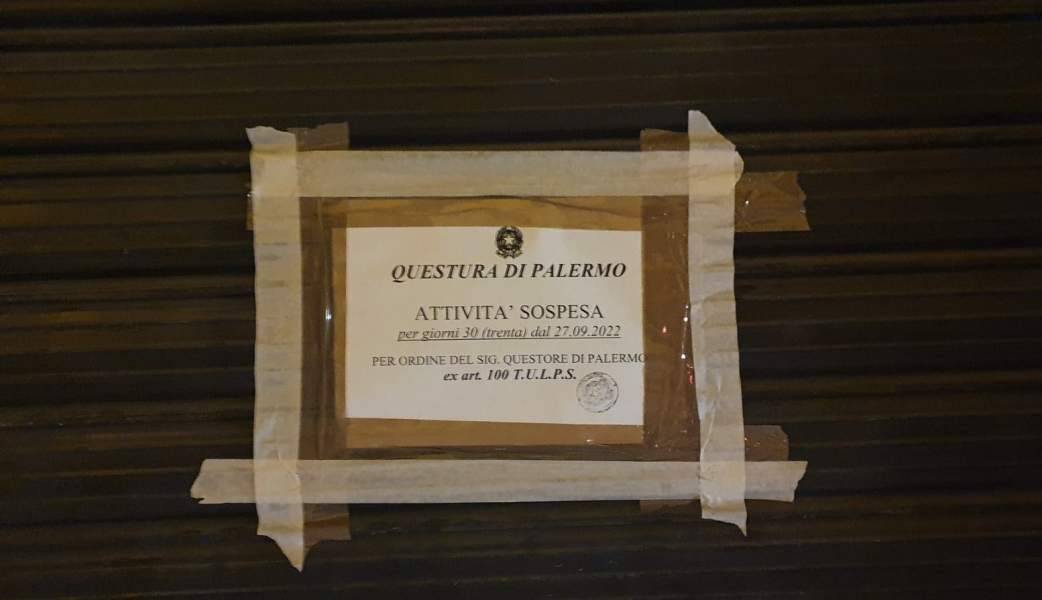 QUESTURA DI PALERMO
ATTIVITA' SOSPESA
per giorni 30 (trenta) dal 27.09.2022
PER ORDINE DEL SIG. QUESTORE DI PALERMO
ex art. 100 T.U.L.P.S.